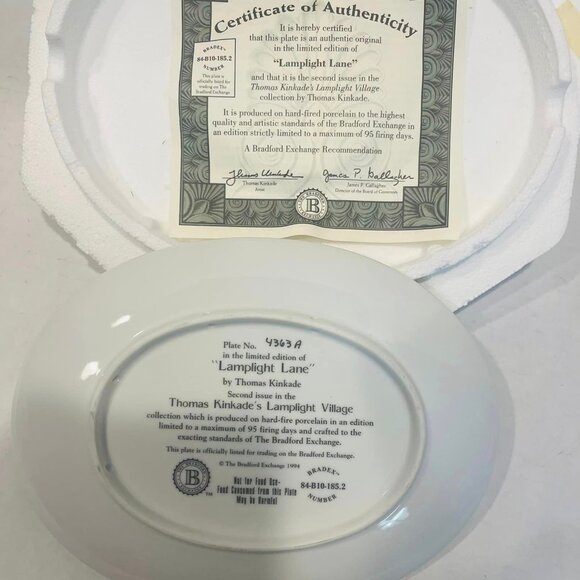 Certificate of Authenticity
It is hereby certified
that this plate is an authentic original
in the limited edition of
"Lamplight Lane"
and that it is the second issue in the
Thomas Kinkade's Lamplight Village
collection by Thomas Kinkade.
It is produced on hard-fired porcelain to the highest
quality and artistic standards of the Bradford Exchange in
an edition strictly limited to a maximum of 95 firing days.
A Bradford Exchange Recommendation
BRADEX
84-B10-185.2
NUMBER
This plate is
officially listed for
trading on The
Bradford Exchange
Thomas Kinkade
James P. Gallagher
Thomas Kinkade
Artist
James P. Gallagher
Director of the Board of Governors
B
Plate No. 4363 A
in the limited edition of
"Lamplight Lane"
by Thomas Kinkade
Second issue in the
Thomas Kinkade's Lamplight Village
collection which is produced on hard-fire porcelain in an edition
limited to a maximum of 95 firing days and crafted to the
exacting standards of The Bradford Exchange.
This plate is officially listed for trading on the Bradford Exchange.
© The Bradford Exchange 1994
B
TM
Not for Food Use-
Food Consumed from this Plate
May be Harmful
BRADEX
84-B10-185.2
NUMBER